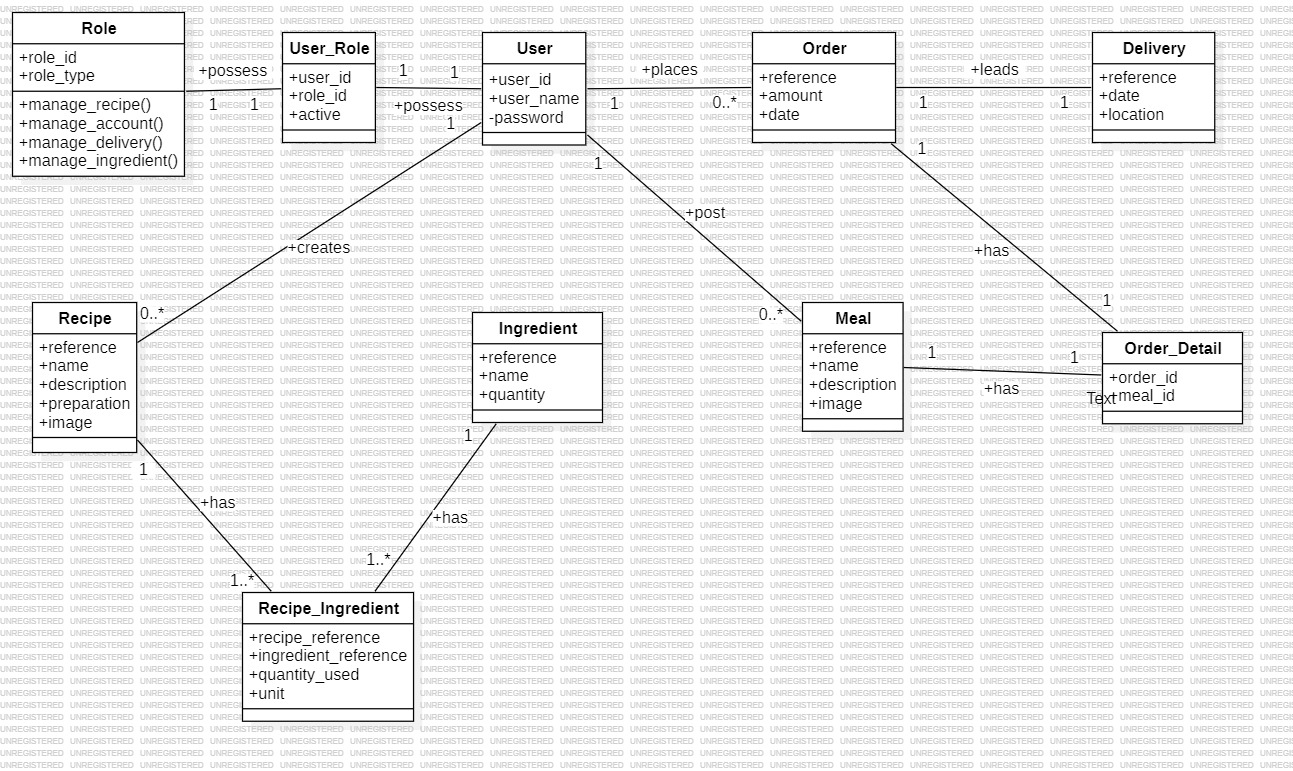 Role
+role_id
+role_type
+manage_recipe()
+manage_account()
+manage_delivery()
+manage_ingredient()
+possess
1
1
User_Role
+user_id
+role_id
+active
1
1
+possess
User
+user_id
+user_name
-password
+places
1
0..*
Order
+reference
+amount
+date
+leads
1
1
Delivery
+reference
+date
+location
1
+creates
0..*
1
+post
0..*
1
+has
1
Recipe
+reference
+name
+description
+preparation
+image
Ingredient
+reference
+name
+quantity
Meal
+reference
+name
+description
+image
1
1
+has
Order_Detail
+order_id
+meal_id
Text
1
+has
1..*
1
+has
1..*
Recipe_Ingredient
+recipe_reference
+ingredient_reference
+quantity_used
+unit
UNREGISTERED